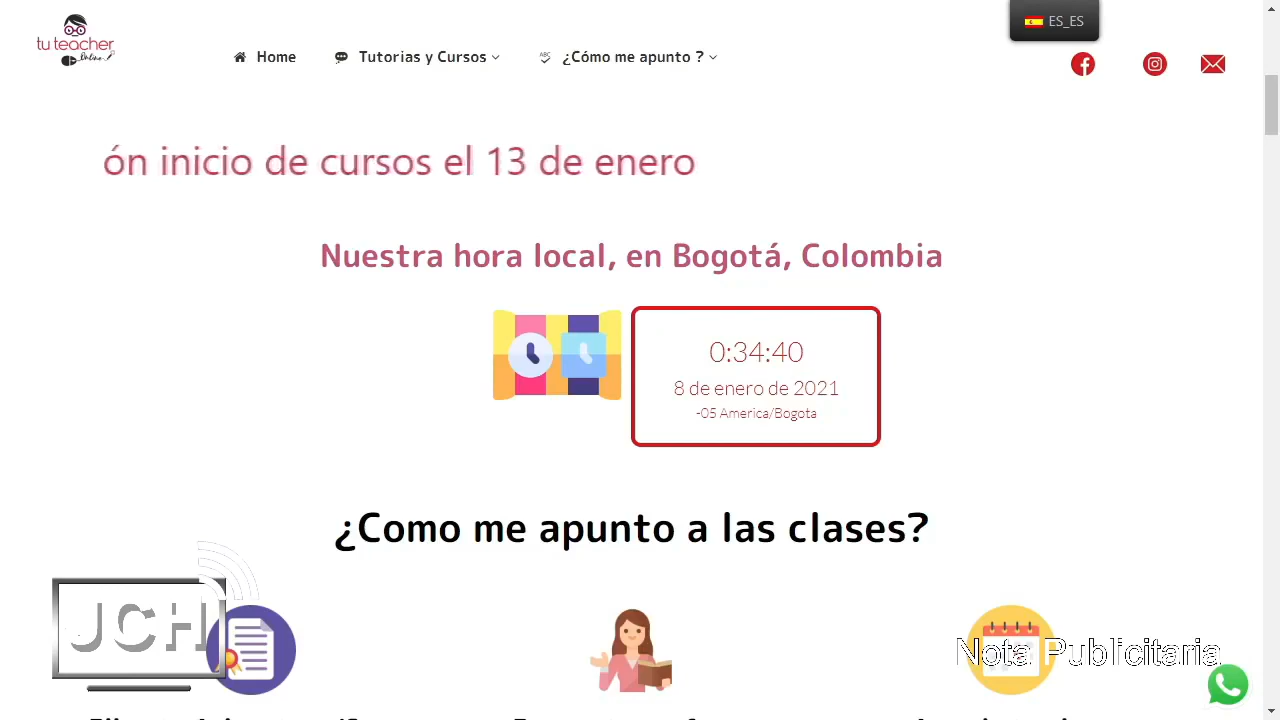 tu teacher
Online
Home
Tutorías y Cursos
¿Cómo me apunto ?
ES_ES
ón inicio de cursos el 13 de enero
Nuestra hora local, en Bogotá, Colombia
0:34:40
8 de enero de 2021
-05 America/Bogota
¿Como me apunto a las clases?
JCH
Nota Publicitaria